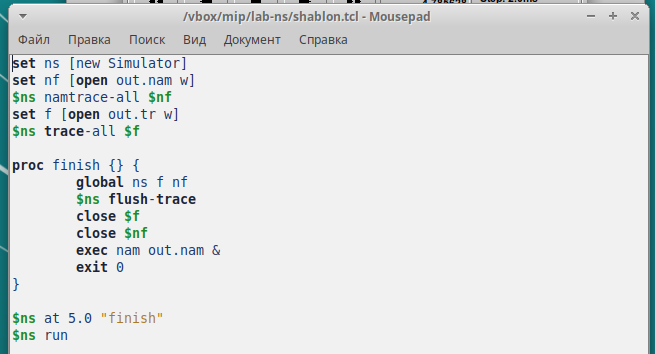 /vbox/mip/lab-ns/shablon.tcl - Mousepad
Файл Правка Поиск Вид Документ Справка
set ns [new Simulator]
set nf [open out.nam w]
$ns namtrace-all $nf
set f [open out.tr w]
$ns trace-all $f
proc finish {} {
        global ns f nf
        $ns flush-trace
        close $f
        close $nf
        exec nam out.nam &
        exit 0
}
$ns at 5.0 "finish"
$ns run